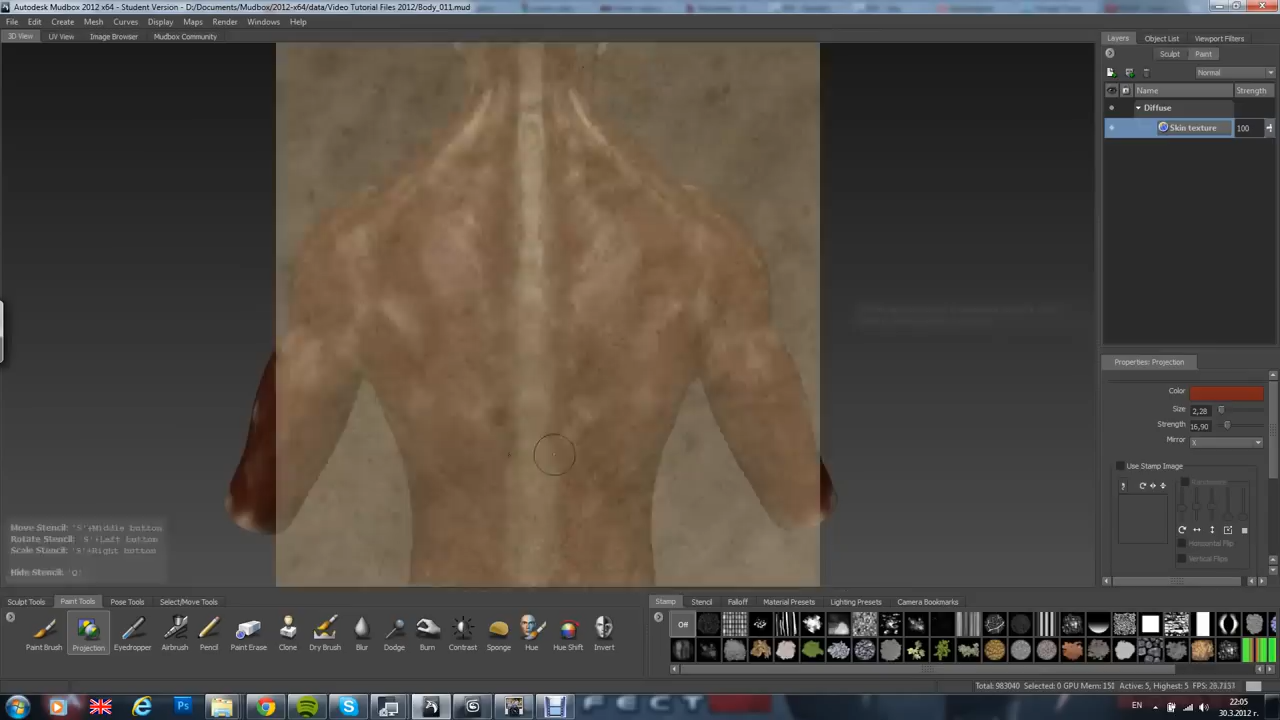 Autodesk Mudbox 2012 x64 - Student Version - D:/Documents/Mudbox/2012-x64/data/Video Tutorial Files 2012/Body_011.mud
File Edit Create Mesh Curves Display Maps Render Windows Help
3D View UV View Image Browser Mudbox Community
Layers Object List Viewport Filters
Sculpt Paint
Normal
Name Strength
Diffuse
Skin texture 100
Properties: Projection
Color
Size 2,28
Strength 16,90
Mirror X
Use Stamp Image
Randomize
Horizontal Flip
Vertical Flips
Move Stencil: 'S'+Middle button
Rotate Stencil: 'S'+Left button
Scale Stencil: 'S'+Right button
Hide Stencil: 'Q'
Sculpt Tools Paint Tools Pose Tools Select/Move Tools
Stamp Stencil Falloff Material Presets Lighting Presets Camera Bookmarks
Off
Paint Brush Projection Eyedropper Airbrush Pencil Paint Erase Clone Dry Brush Blur Dodge Burn Contrast Sponge Hue Hue Shift Invert
Total: 983040 Selected: 0 GPU Mem: 151 Active: 5, Highest: 5 FPS: 28.7131
FECT
EN
22:05
30.3.2012 г.